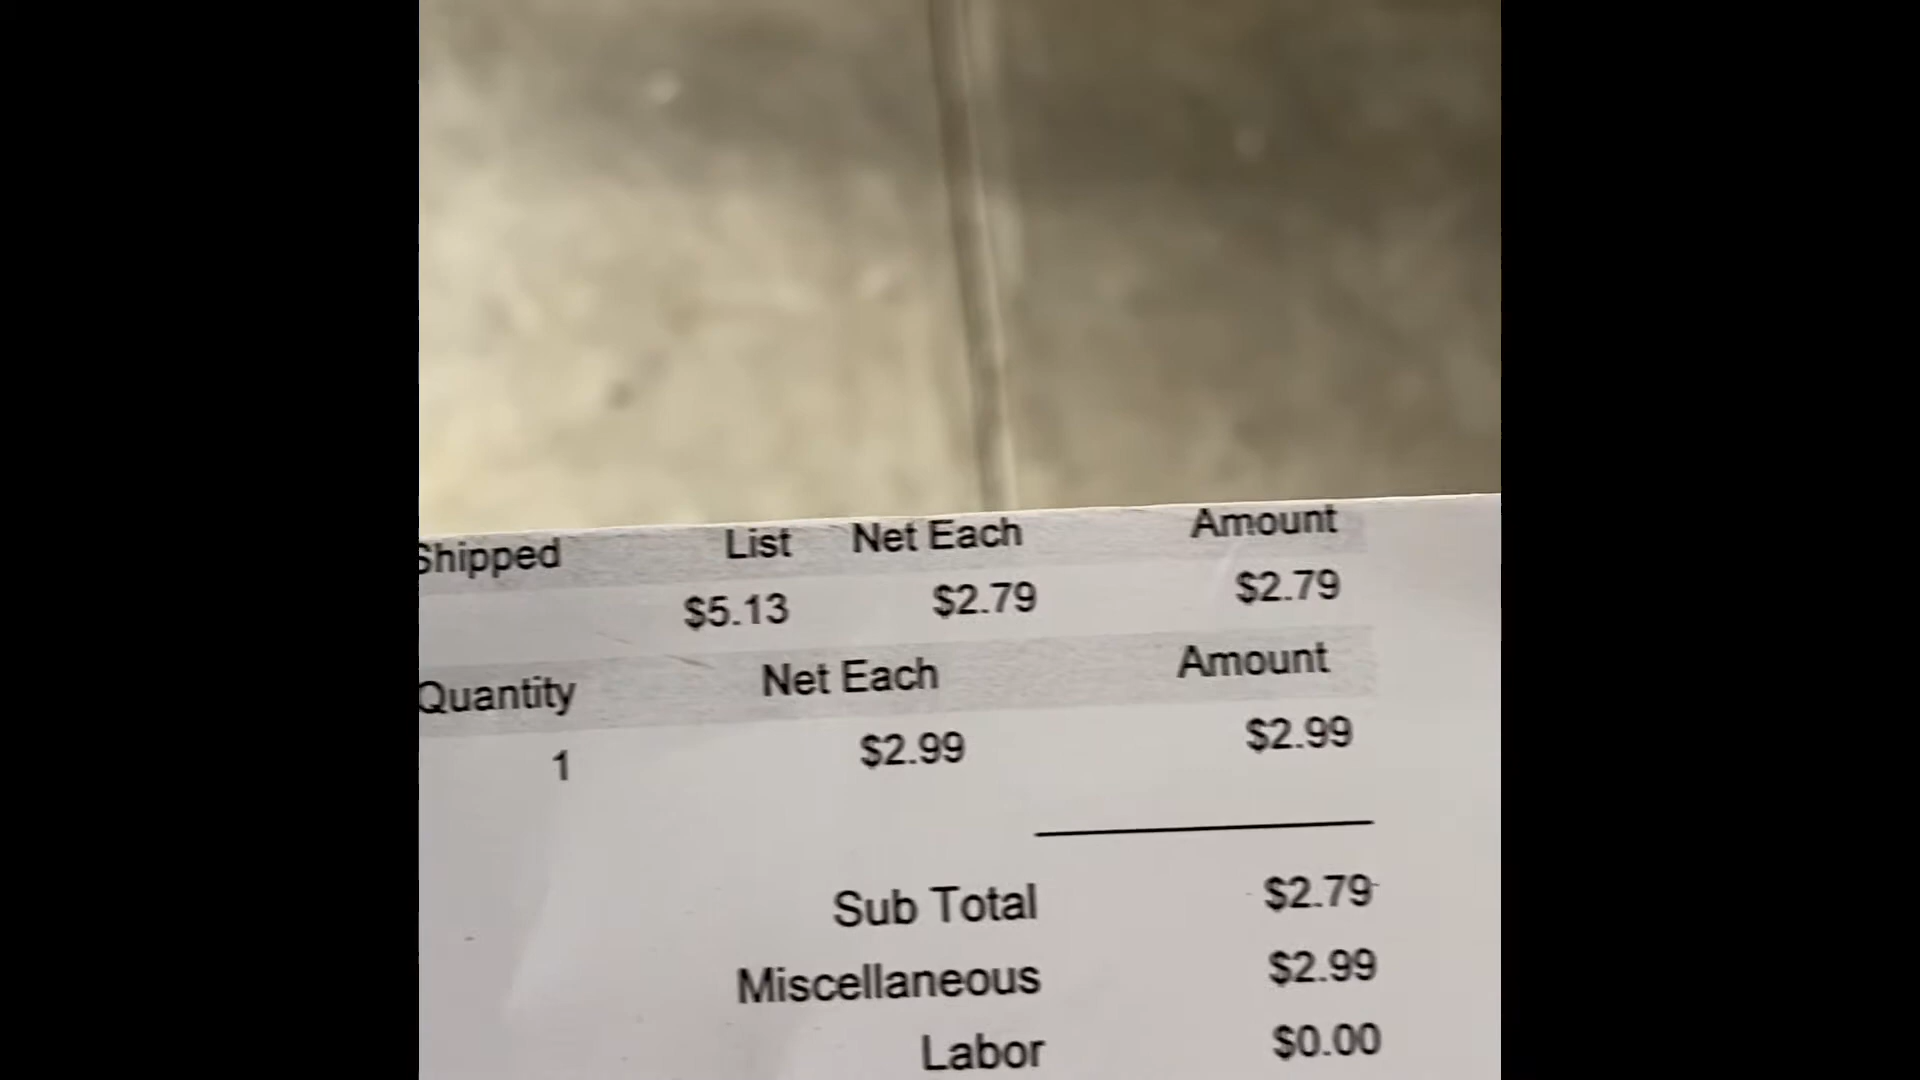 Shipped List Net Each Amount
$5.13 $2.79 $2.79
Quantity Net Each Amount
1 $2.99 $2.99
Sub Total $2.79
Miscellaneous $2.99
Labor $0.00